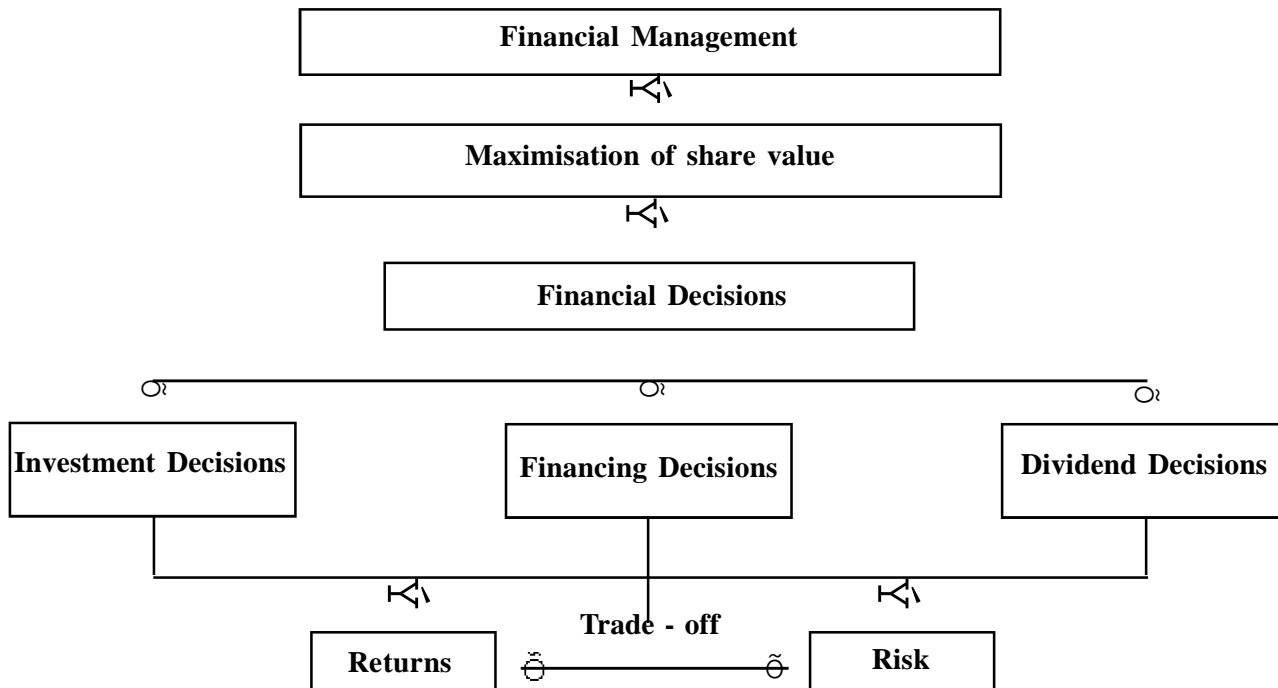 Financial Management
Maximisation of share value
Financial Decisions
Investment Decisions
Financing Decisions
Dividend Decisions
Trade - off
Returns
Risk